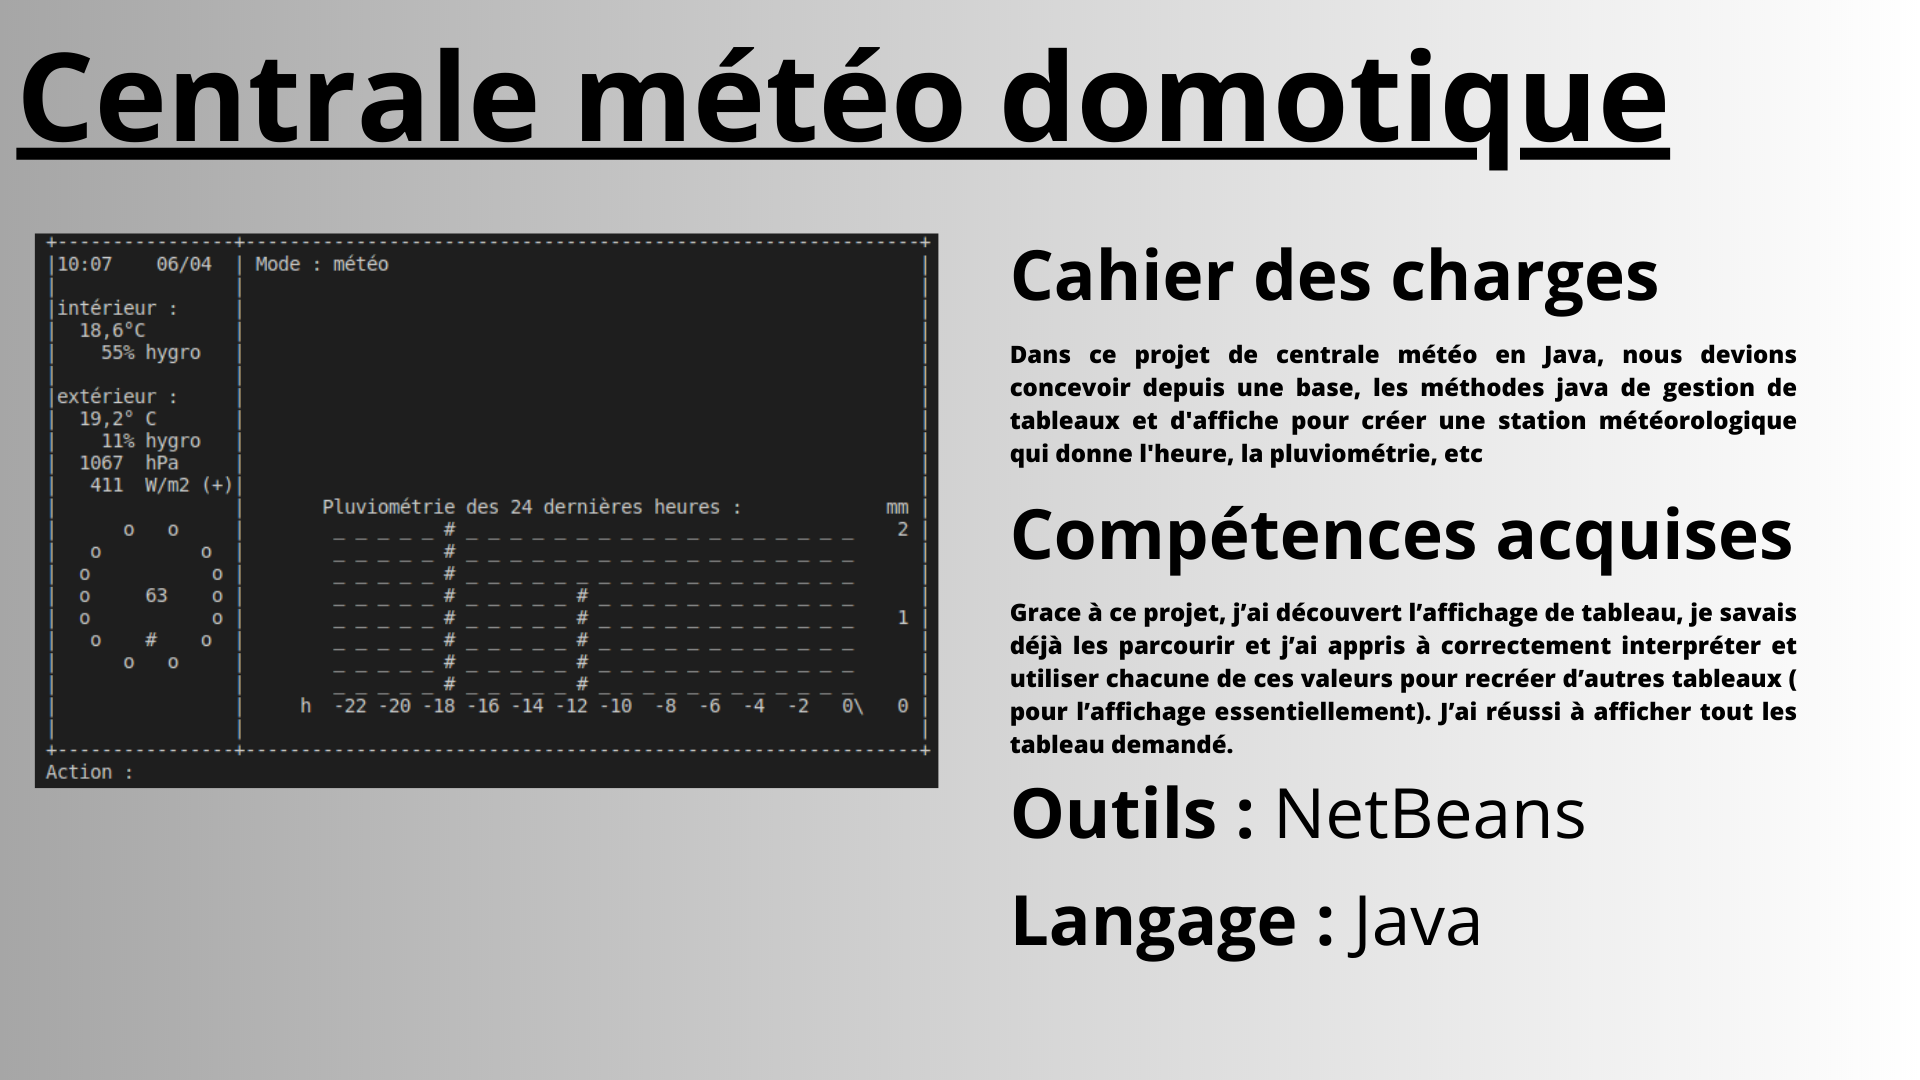 Centrale météo domotique
+----------------+-------------------------------------------------------------+
|10:07    06/04  | Mode : météo                                                |
|                |                                                             |
|intérieur :     |                                                             |
|  18,6°C        |                                                             |
|    55% hygro   |                                                             |
|                |                                                             |
|extérieur :     |                                                             |
|  19,2° C       |                                                             |
|    11% hygro   |                                                             |
|  1067  hPa     |                                                             |
|   411  W/m2 (+)|                                                             |
|                |       Pluviométrie des 24 dernières heures :             mm |
|      o   o     |        _ _ _ _ _ # _ _ _ _ _ _ _ _ _ _ _ _ _ _ _ _ _ _    2 |
|   o         o  |        _ _ _ _ _ # _ _ _ _ _ _ _ _ _ _ _ _ _ _ _ _ _ _      |
|  o           o |        _ _ _ _ _ # _ _ _ _ _ _ _ _ _ _ _ _ _ _ _ _ _ _      |
|  o     63    o |        _ _ _ _ _ # _ _ _ _ _ # _ _ _ _ _ _ _ _ _ _ _ _      |
|  o           o |        _ _ _ _ _ # _ _ _ _ _ # _ _ _ _ _ _ _ _ _ _ _ _    1 |
|   o    #    o  |        _ _ _ _ _ # _ _ _ _ _ # _ _ _ _ _ _ _ _ _ _ _ _      |
|      o   o     |        _ _ _ _ _ # _ _ _ _ _ # _ _ _ _ _ _ _ _ _ _ _ _      |
|                |        _ _ _ _ _ # _ _ _ _ _ # _ _ _ _ _ _ _ _ _ _ _ _      |
|                |     h  -22 -20 -18 -16 -14 -12 -10  -8  -6  -4  -2   0\   0 |
|                |                                                             |
+----------------+-------------------------------------------------------------+
Action :
Cahier des charges
Dans ce projet de centrale météo en Java, nous devions
concevoir depuis une base, les méthodes java de gestion de
tableaux et d'affiche pour créer une station météorologique
qui donne l'heure, la pluviométrie, etc
Compétences acquises
Grace à ce projet, j’ai découvert l’affichage de tableau, je savais
déjà les parcourir et j’ai appris à correctement interpréter et
utiliser chacune de ces valeurs pour recréer d’autres tableaux (
pour l’affichage essentiellement). J’ai réussi à afficher tout les
tableau demandé.
Outils : NetBeans
Langage : Java